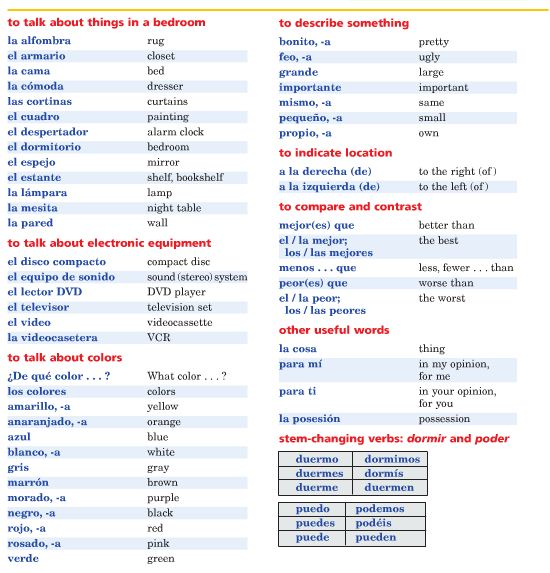 to talk about things in a bedroom
la alfombra rug
el armario closet
la cama bed
la cómoda dresser
las cortinas curtains
el cuadro painting
el despertador alarm clock
el dormitorio bedroom
el espejo mirror
el estante shelf, bookshelf
la lámpara lamp
la mesita night table
la pared wall
to talk about electronic equipment
el disco compacto compact disc
el equipo de sonido sound (stereo) system
el lector DVD DVD player
el televisor television set
el video videocassette
la videocasetera VCR
to talk about colors
¿De qué color . . . ? What color . . . ?
los colores colors
amarillo, -a yellow
anaranjado, -a orange
azul blue
blanco, -a white
gris gray
marrón brown
morado, -a purple
negro, -a black
rojo, -a red
rosado, -a pink
verde green
to describe something
bonito, -a pretty
feo, -a ugly
grande large
importante important
mismo, -a same
pequeño, -a small
propio, -a own
to indicate location
a la derecha (de) to the right (of)
a la izquierda (de) to the left (of)
to compare and contrast
mejor(es) que better than
el / la mejor; the best
los / las mejores
menos . . . que less, fewer . . . than
peor(es) que worse than
el / la peor; the worst
los / las peores
other useful words
la cosa thing
para mí in my opinion,
for me
para ti in your opinion,
for you
la posesión possession
stem-changing verbs: dormir and poder
duermo dormimos
duermes dormís
duerme duermen
puedo podemos
puedes podéis
puede pueden